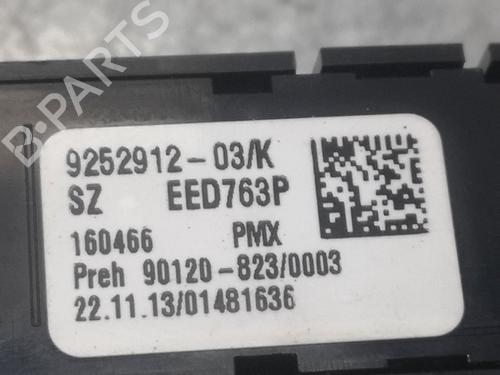 B-PARTS
9252912-03/K
SZ EED763P
160466 PMX
Preh 90120-823/0003
22.11.13/01481636